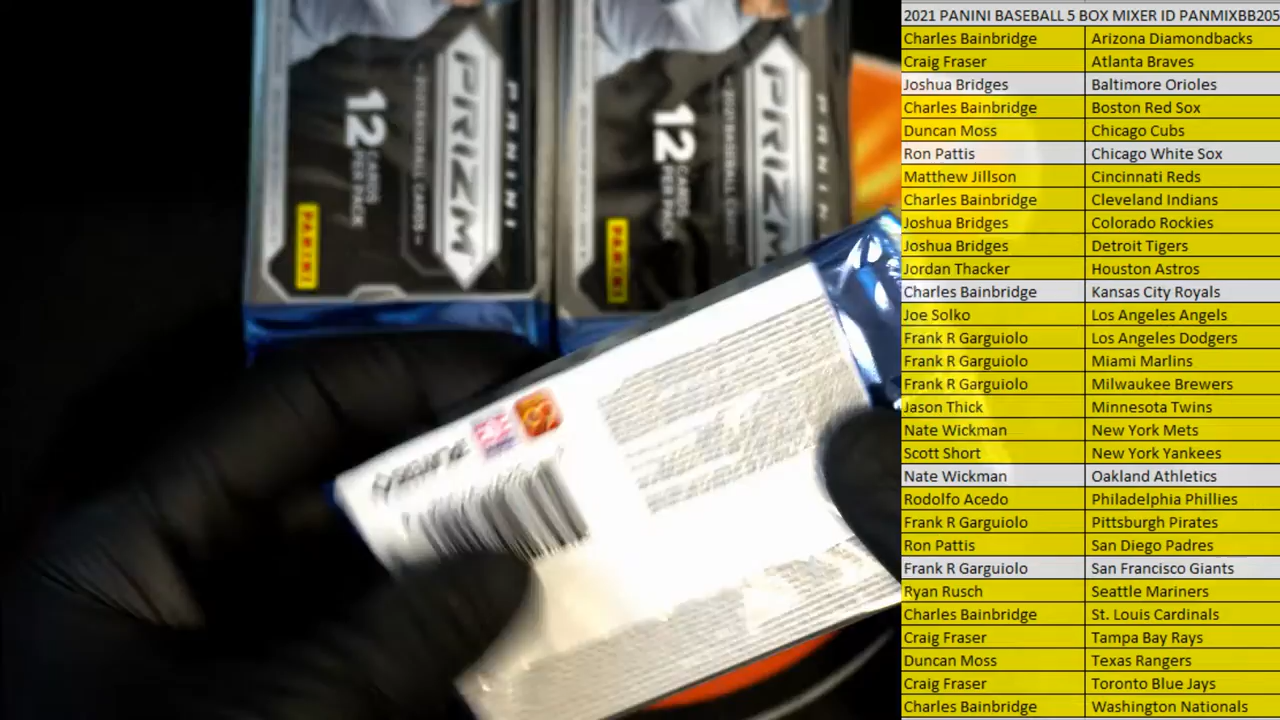 PANINI
PRIZM
2021 BASEBALL CARDS
12 CARDS
PER PACK
PANINI
PANINI
PRIZM
2021 BASEBALL CARDS
12 CARDS
PER PACK
PANINI
2021 PANINI BASEBALL 5 BOX MIXER ID PANMIXBB205
Charles Bainbridge Arizona Diamondbacks
Craig Fraser Atlanta Braves
Joshua Bridges Baltimore Orioles
Charles Bainbridge Boston Red Sox
Duncan Moss Chicago Cubs
Ron Pattis Chicago White Sox
Matthew Jillson Cincinnati Reds
Charles Bainbridge Cleveland Indians
Joshua Bridges Colorado Rockies
Joshua Bridges Detroit Tigers
Jordan Thacker Houston Astros
Charles Bainbridge Kansas City Royals
Joe Solko Los Angeles Angels
Frank R Garguiolo Los Angeles Dodgers
Frank R Garguiolo Miami Marlins
Frank R Garguiolo Milwaukee Brewers
Jason Thick Minnesota Twins
Nate Wickman New York Mets
Scott Short New York Yankees
Nate Wickman Oakland Athletics
Rodolfo Acedo Philadelphia Phillies
Frank R Garguiolo Pittsburgh Pirates
Ron Pattis San Diego Padres
Frank R Garguiolo San Francisco Giants
Ryan Rusch Seattle Mariners
Charles Bainbridge St. Louis Cardinals
Craig Fraser Tampa Bay Rays
Duncan Moss Texas Rangers
Craig Fraser Toronto Blue Jays
Charles Bainbridge Washington Nationals